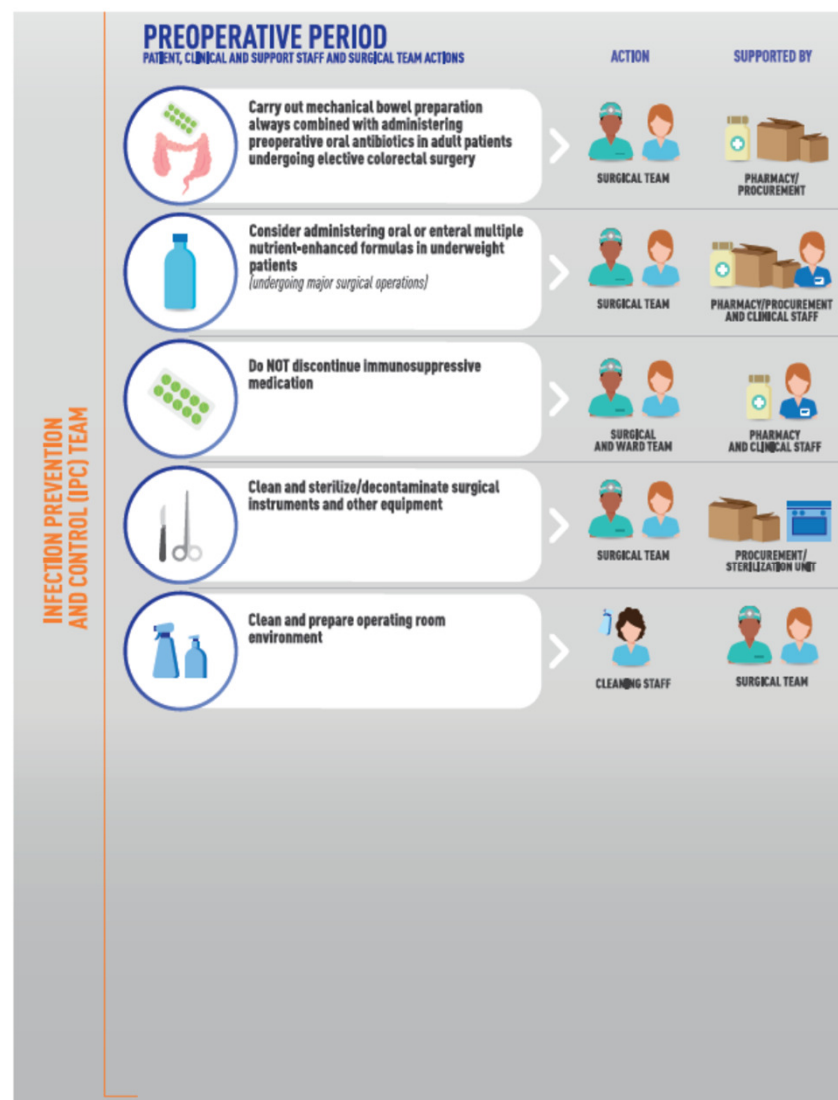 PREOPERATIVE PERIOD
PATIENT, CLINICAL AND SUPPORT STAFF AND SURGICAL TEAM ACTIONS
ACTION
SUPPORTED BY
Carry out mechanical bowel preparation
always combined with administering
preoperative oral antibiotics in adult patients
undergoing elective colorectal surgery
SURGICAL TEAM
PHARMACY/
PROCUREMENT
Consider administering oral or enteral multiple
nutrient-enhanced formulas in underweight
patients
(undergoing major surgical operations)
SURGICAL TEAM
PHARMACY/PROCUREMENT
AND CLINICAL STAFF
Do NOT discontinue immunosuppressive
medication
SURGICAL
AND WARD TEAM
PHARMACY
AND CLINICAL STAFF
Clean and sterilize/decontaminate surgical
instruments and other equipment
SURGICAL TEAM
PROCUREMENT/
STERILIZATION UNIT
Clean and prepare operating room
environment
CLEANING STAFF
SURGICAL TEAM
INFECTION PREVENTION
AND CONTROL (IPC) TEAM